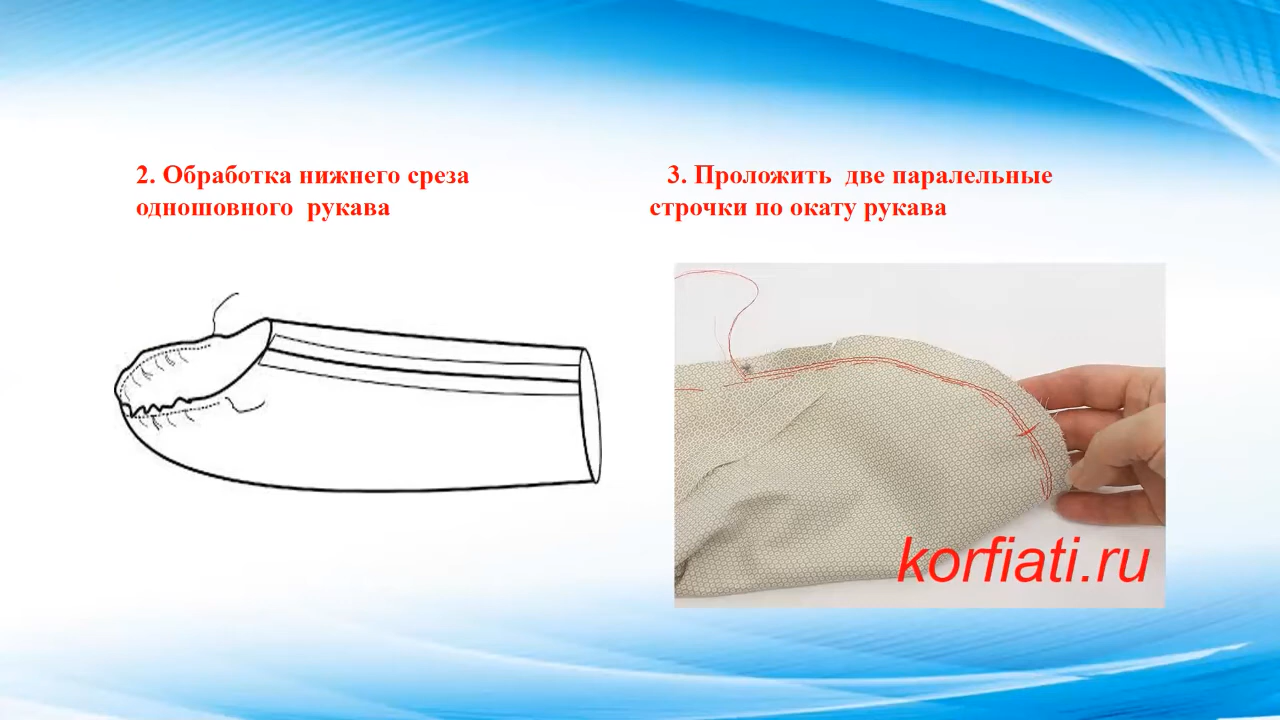 2. Обработка нижнего среза
одношовного рукава
3. Проложить две паралельные
строчки по окату рукава
korfiati.ru